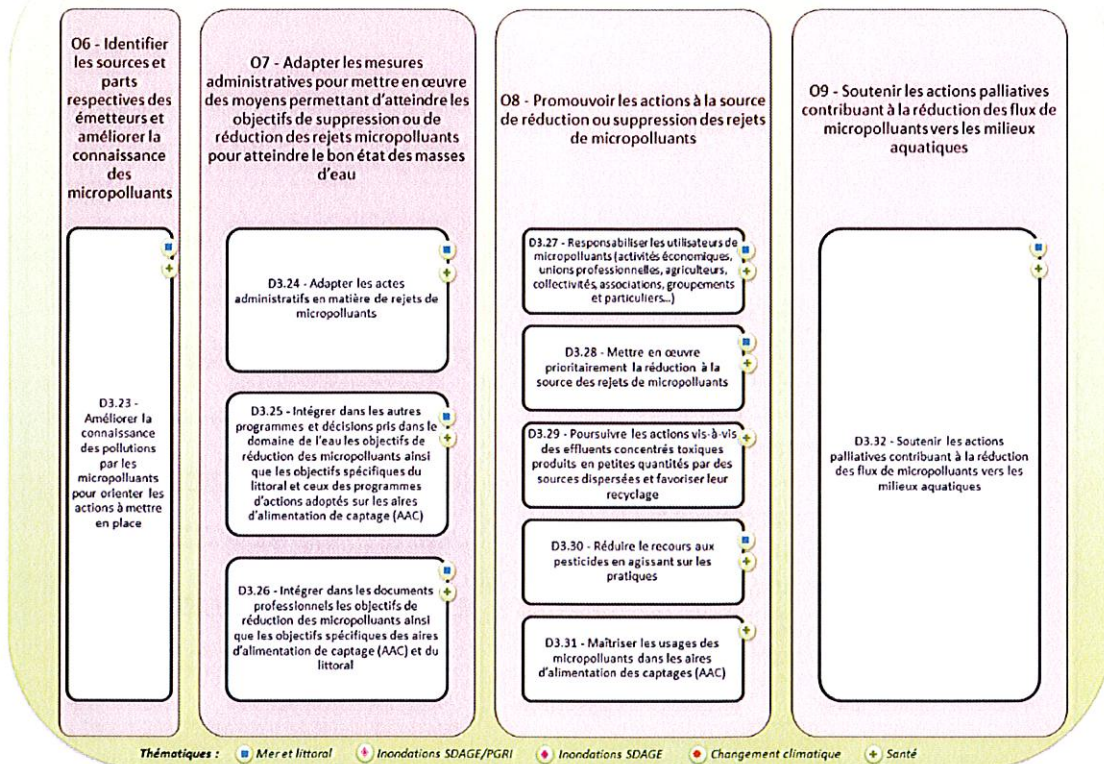 O6 - Identifier
les sources et
parts
respectives des
émetteurs et
améliorer la
connaissance
des
micropolluants
D3.23 -
Améliorer la
connaissance
des pollutions
par les
micropolluants
pour orienter les
actions à mettre
en place
O7 - Adapter les mesures
administratives pour mettre en œuvre
des moyens permettant d'atteindre les
objectifs de suppression ou de
réduction des rejets micropolluants
pour atteindre le bon état des masses
d'eau
D3.24 - Adapter les actes
administratifs en matière de rejets de
micropolluants
D3.25 - Intégrer dans les autres
programmes et décisions pris dans le
domaine de l'eau les objectifs de
réduction des micropolluants ainsi
que les objectifs spécifiques du
littoral et ceux des programmes
d'actions adoptés sur les aires
d'alimentation de captage (AAC)
D3.26 - Intégrer dans les documents
professionnels les objectifs de
réduction des micropolluants ainsi
que les objectifs spécifiques des aires
d'alimentation de captage (AAC) et du
littoral
O8 - Promouvoir les actions à la source
de réduction ou suppression des rejets
de micropolluants
D3.27 - Responsabiliser les utilisateurs de
micropolluants (activités économiques,
unions professionnelles, agriculteurs,
collectivités, associations, groupements
et particuliers...)
D3.28 - Mettre en œuvre
prioritairement la réduction à la
source des rejets de micropolluants
D3.29 - Poursuivre les actions vis-à-vis
des effluents concentrés toxiques
produits en petites quantités par des
sources dispersées et favoriser leur
recyclage
D3.30 - Réduire le recours aux
pesticides en agissant sur les
pratiques
D3.31 - Maîtriser les usages des
micropolluants dans les aires
d'alimentation des captages (AAC)
O9 - Soutenir les actions palliatives
contribuant à la réduction des flux de
micropolluants vers les milieux
aquatiques
D3.32 - Soutenir les actions
palliatives contribuant à la réduction
des flux de micropolluants vers les
milieux aquatiques
Thématiques : Mer et littoral Inondations SDAGE/PGRI Inondations SDAGE Changement climatique Santé